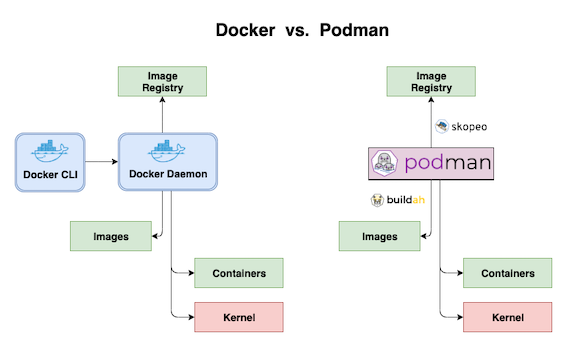 Docker vs. Podman
Image
Registry
Docker CLI
Docker Daemon
Images
Containers
Kernel
Image
Registry
skopeo
podman
buildah
Images
Containers
Kernel